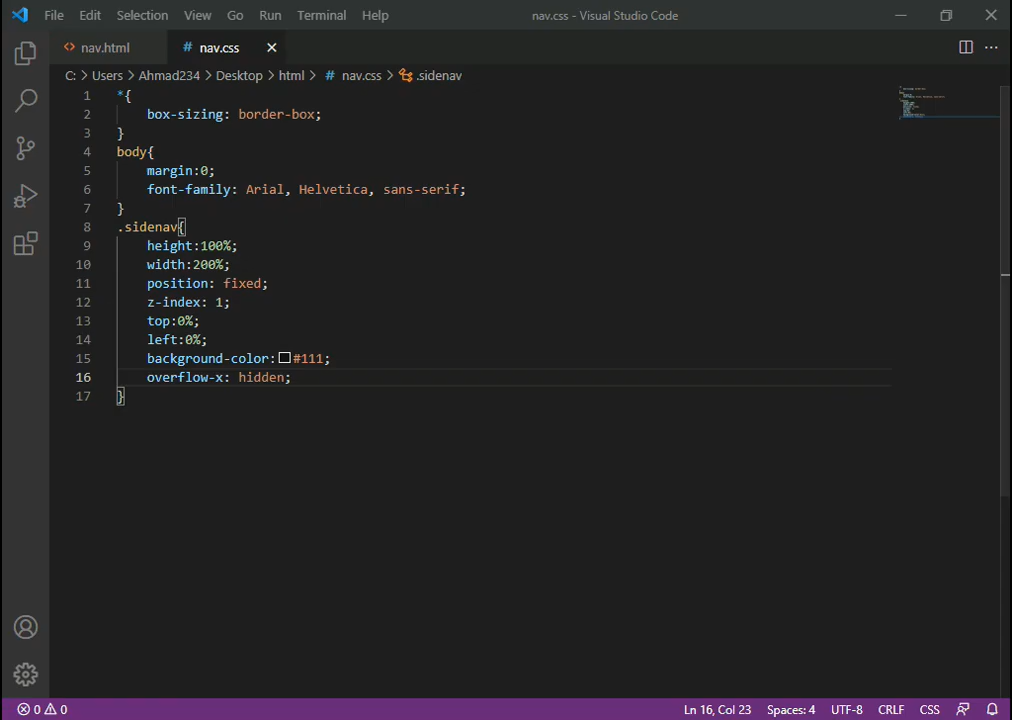 File Edit Selection View Go Run Terminal Help nav.css - Visual Studio Code
<> nav.html # nav.css
C: > Users > Ahmad234 > Desktop > html > # nav.css > .sidenav
1 *{
2 box-sizing: border-box;
3 }
4 body{
5 margin:0;
6 font-family: Arial, Helvetica, sans-serif;
7 }
8 .sidenav{
9 height:100%;
10 width:200%;
11 position: fixed;
12 z-index: 1;
13 top:0%;
14 left:0%;
15 background-color:#111;
16 overflow-x: hidden;
17 }
0 0 Ln 16, Col 23 Spaces: 4 UTF-8 CRLF CSS